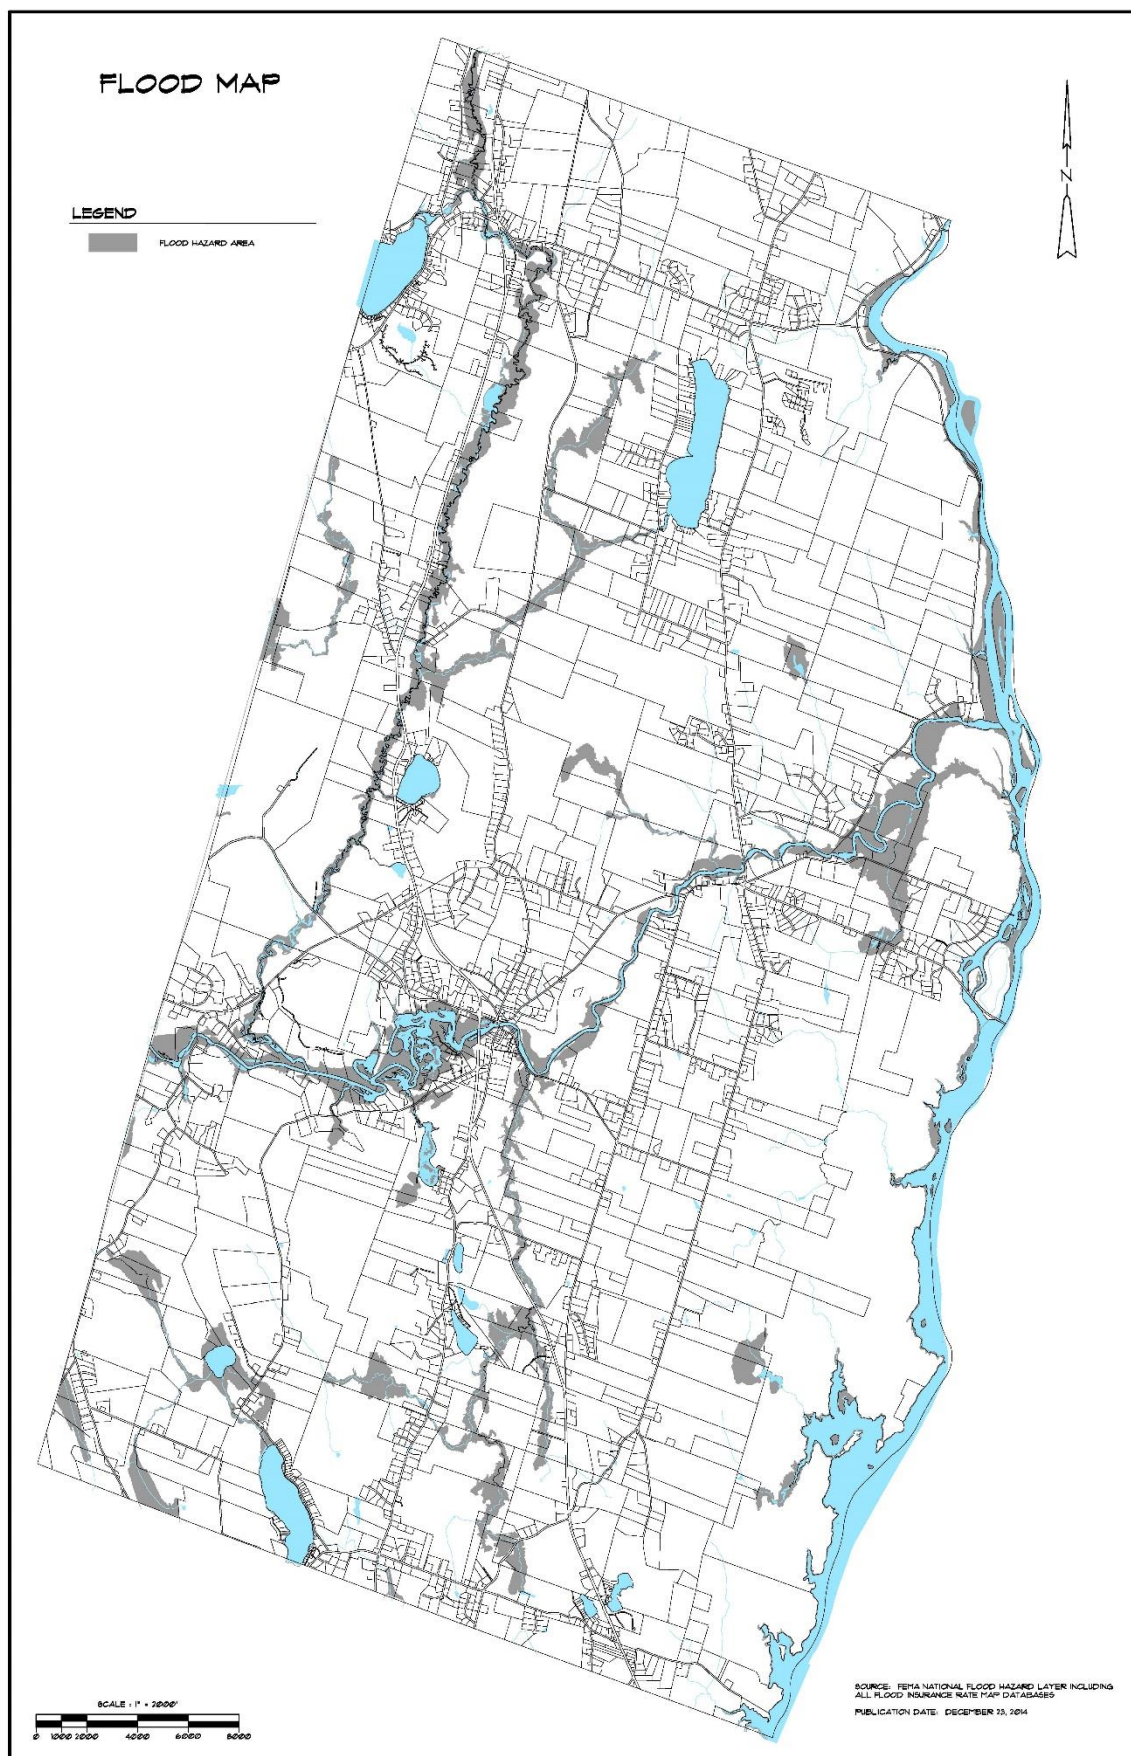 FLOOD MAP
N
LEGEND
FLOOD HAZARD AREA
SCALE : 1" = 2000'
0 1000 2000 4000 6000 8000
SOURCE: FEMA NATIONAL FLOOD HAZARD LAYER INCLUDING
ALL FLOOD INSURANCE RATE MAP DATABASES
PUBLICATION DATE: DECEMBER 23, 2014